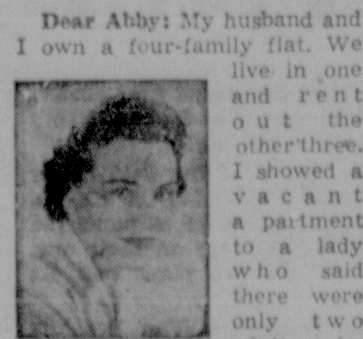 Dear Abby: My husband and
I own a four-family flat. We
live in one
and rent
out the
other three.
I showed a
vacant
apartment
to a lady
who said
there were
only two